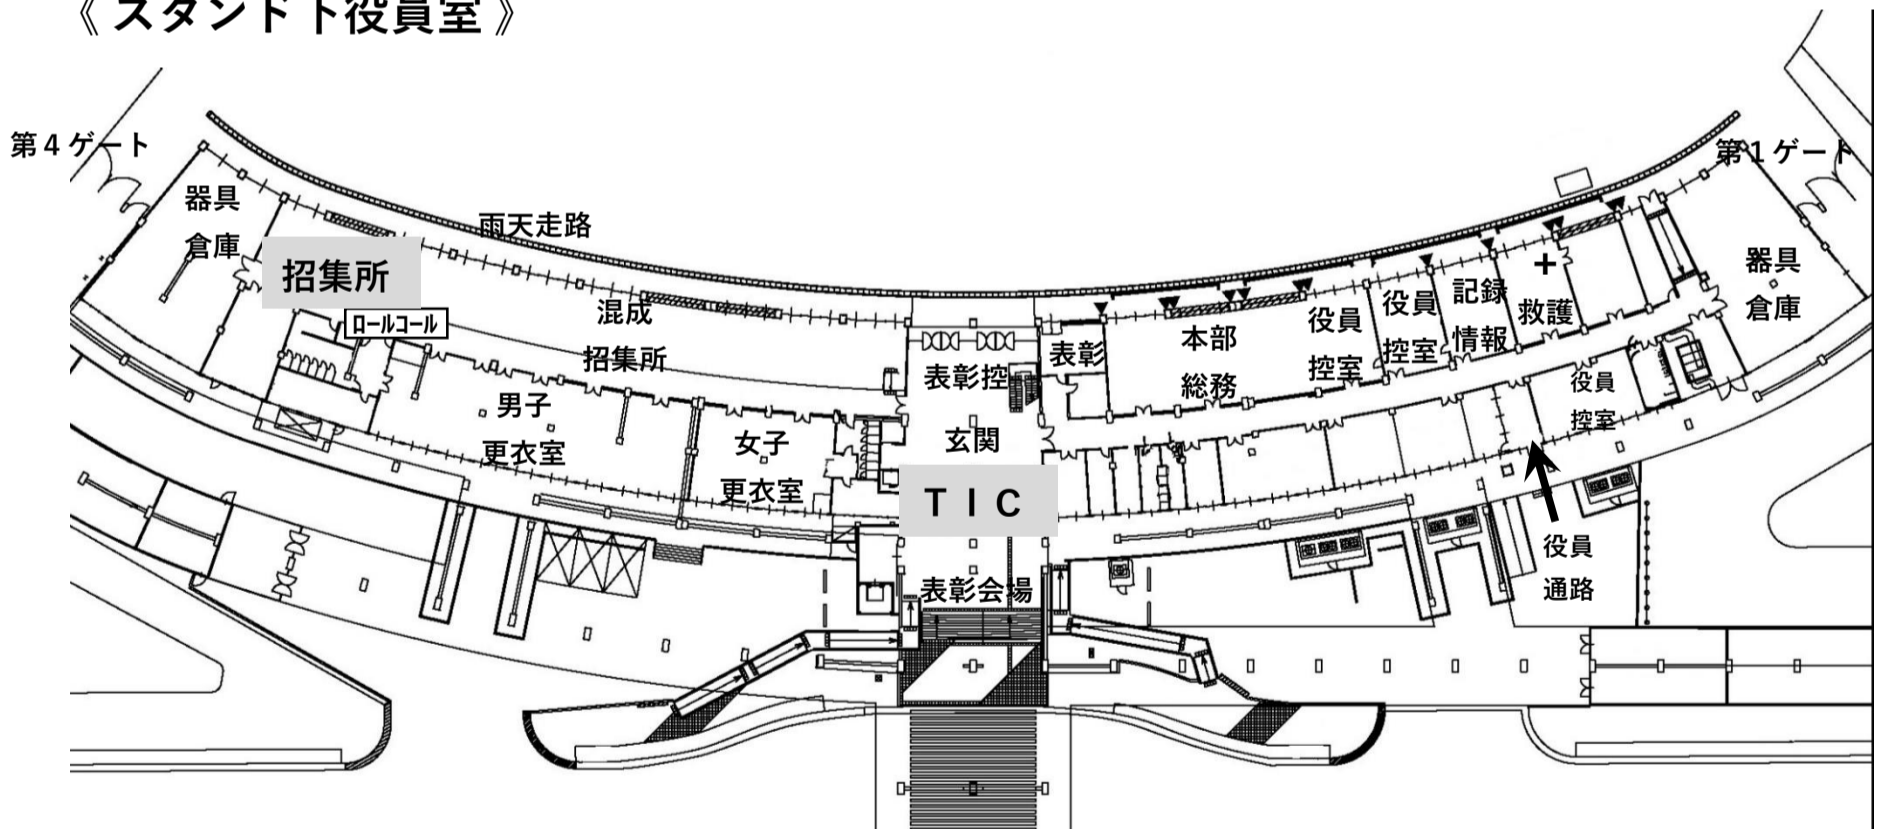 《 スタンド下役員室 》
第４ゲート
第１ゲート
器具
倉庫
招集所
ロールコール
雨天走路
混成
招集所
男子
更衣室
女子
更衣室
表彰控
玄関
ＴＩＣ
表彰会場
表彰
本部
総務
役員
控室
役員
控室
記録
情報
+
救護
器具
倉庫
役員
控室
役員
通路